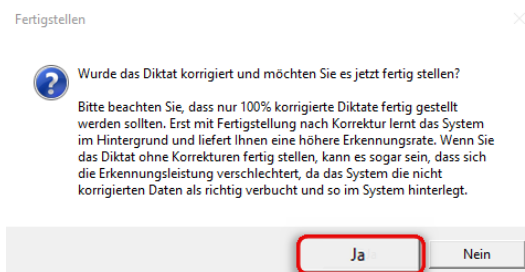 Fertigstellen
Wurde das Diktat korrigiert und möchten Sie es jetzt fertig stellen?
Bitte beachten Sie, dass nur 100% korrigierte Diktate fertig gestellt
werden sollten. Erst mit Fertigstellung nach Korrektur lernt das System
im Hintergrund und liefert Ihnen eine höhere Erkennungsrate. Wenn Sie
das Diktat ohne Korrekturen fertig stellen, kann es sogar sein, dass sich
die Erkennungsleistung verschlechtert, da das System die nicht
korrigierten Daten als richtig verbucht und so im System hinterlegt.
Ja
Nein